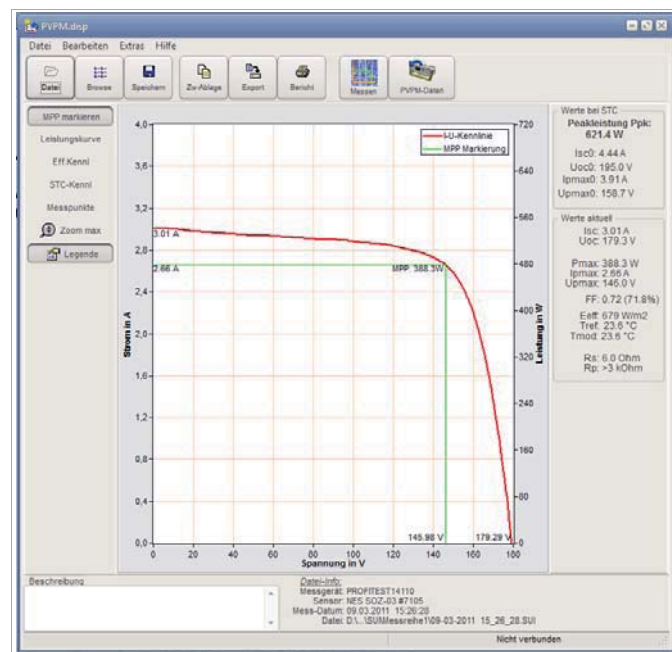 PVPM.disp
Datei Bearbeiten Extras Hilfe
Datei Browse Speichern Zw-Ablage Export Bericht Messen PVPM-Daten
MPP markieren
Leistungskurve
Eff.Kennl
STC-Kennl
Messpunkte
Zoom max
Legende
I-U-Kennlinie
MPP Markierung
4,0
3,6
3,2
2,8
2,4
2,0
1,6
1,2
0,8
0,4
0,0
Strom in A
3.01 A
2.66 A
MPP: 388.3W
145.98 V
179.29 V
720
640
560
480
400
320
240
160
80
0
Leistung in W
0 20 40 60 80 100 120 140 160 180
Spannung in V
Werte bei STC
Peakleistung Ppk:
621.4 W
Isc0: 4.44 A
Uoc0: 195.0 V
Ipmax0: 3.91 A
Upmax0: 158.7 V
Werte aktuell
Isc: 3.01 A
Uoc: 179.3 V
Pmax: 388.3 W
Ipmax: 2.66 A
Upmax: 146.0 V
FF: 0.72 (71.8%)
Eeff: 679 W/m2
Tref: 23.6 °C
Tmod: 23.6 °C
Rs: 6.0 Ohm
Rp: >3 kOhm
Beschreibung
Datei-Info:
Messgerät: PROFITEST14110
Sensor: NES SOZ-03 #7105
Mess-Datum: 09.03.2011 15:26:28
Datei: D:\...\SUI\Messreihe1\09-03-2011 15_26_28.SUI
Nicht verbunden